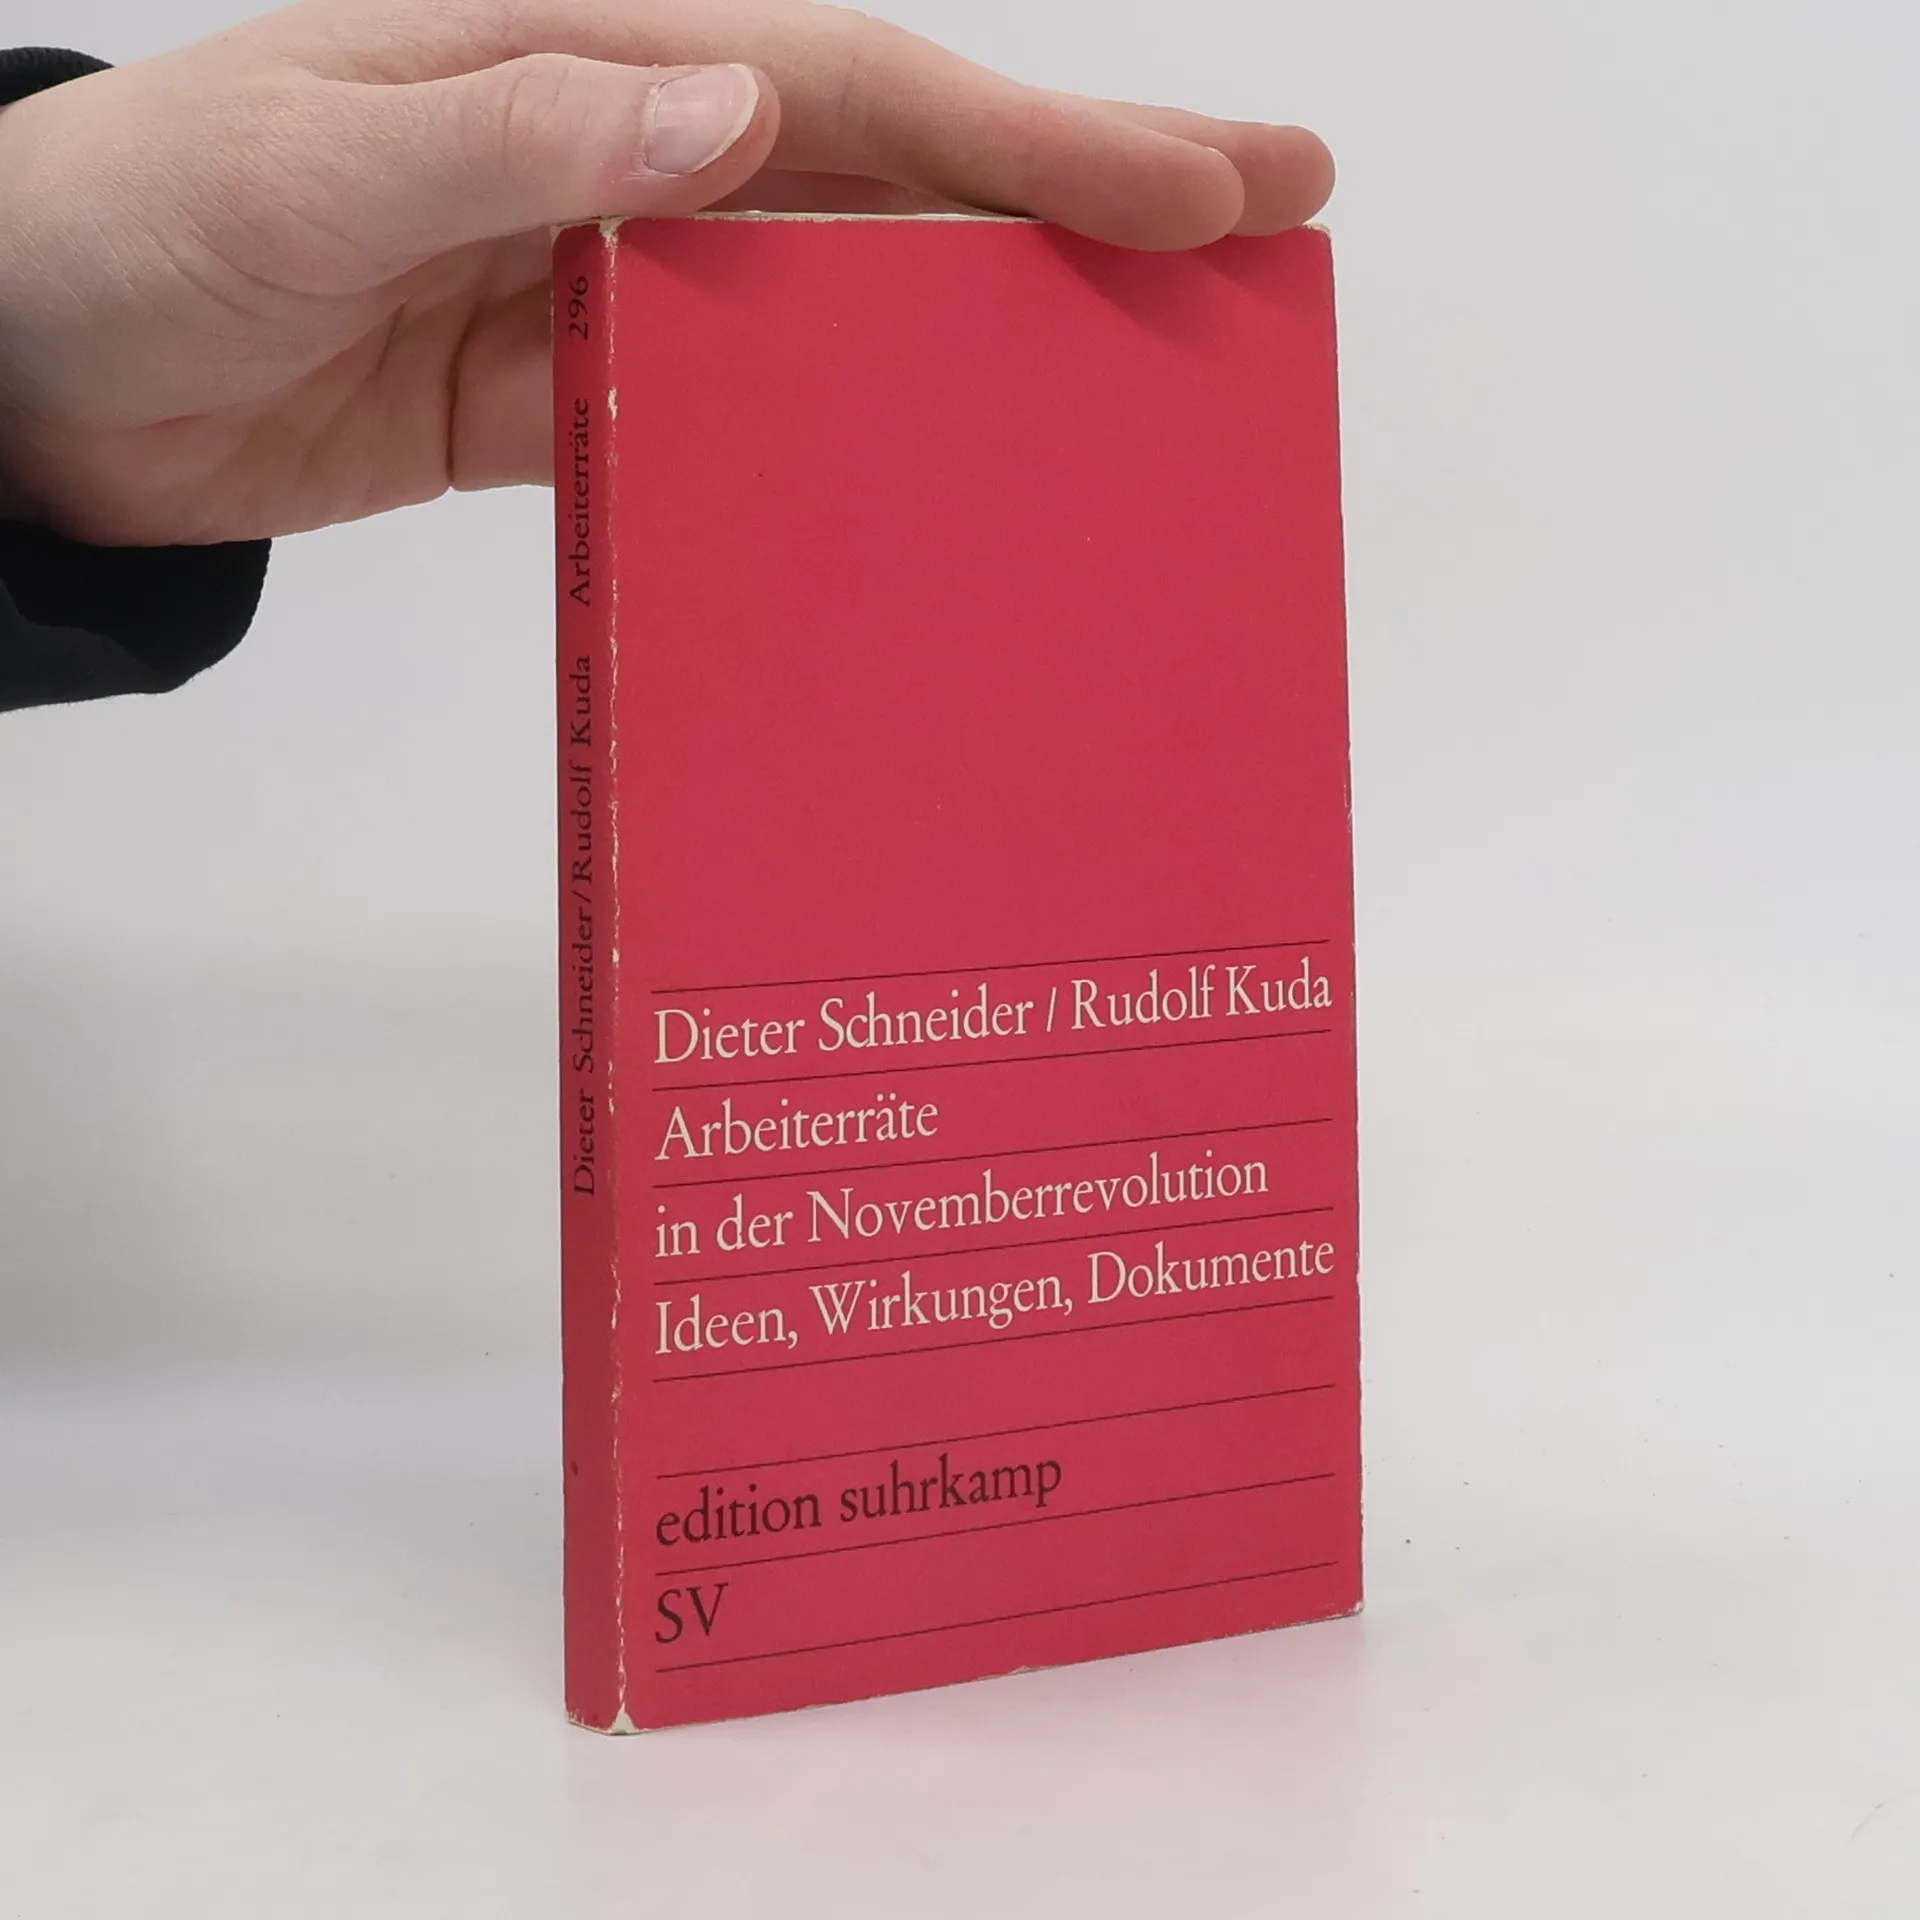 Dieter Schneider/Rudolf Kuda Arbeiterräte 296
Dieter Schneider / Rudolf Kuda
Arbeiterräte
in der Novemberrevolution
Ideen, Wirkungen, Dokumente
edition suhrkamp
SV